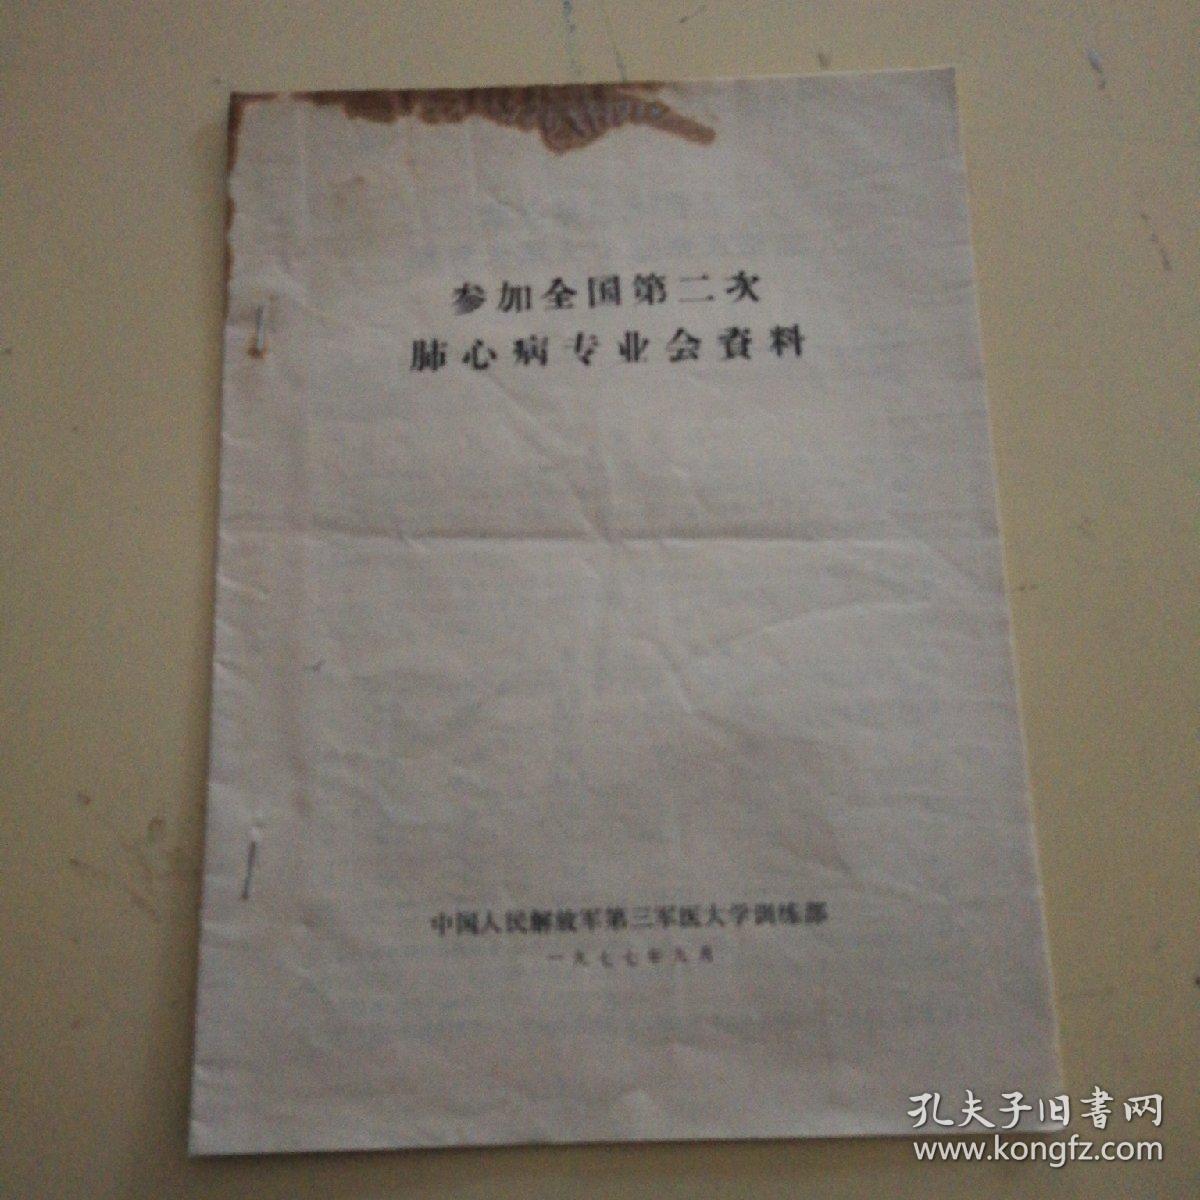 参加全国第二次
肺心病专业会資料
中国人民解放军第三军医大学训练部
一九七七年九月
孔夫子旧書网
www.kongfz.com